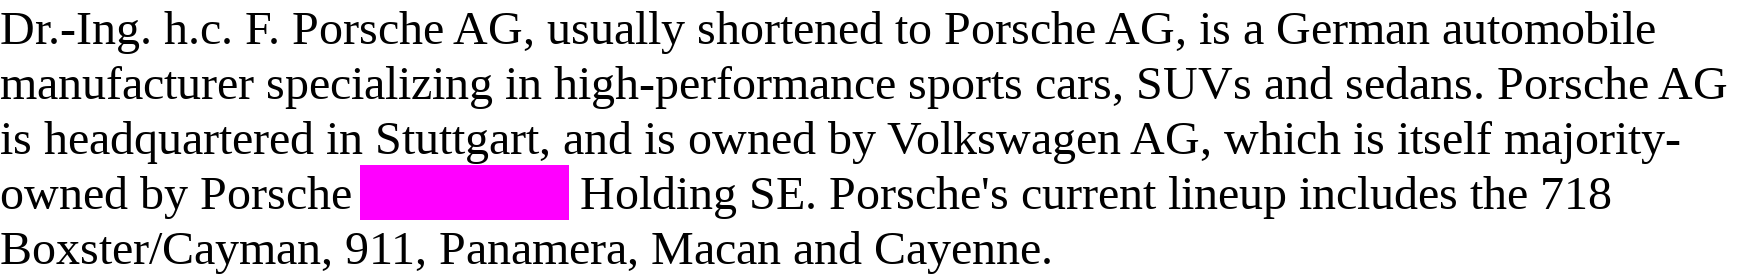 Dr.-Ing. h.c. F. Porsche AG, usually shortened to Porsche AG, is a German automobile
manufacturer specializing in high-performance sports cars, SUVs and sedans. Porsche AG
is headquartered in Stuttgart, and is owned by Volkswagen AG, which is itself majority-
owned by Porsche Holding SE. Porsche's current lineup includes the 718
Boxster/Cayman, 911, Panamera, Macan and Cayenne.